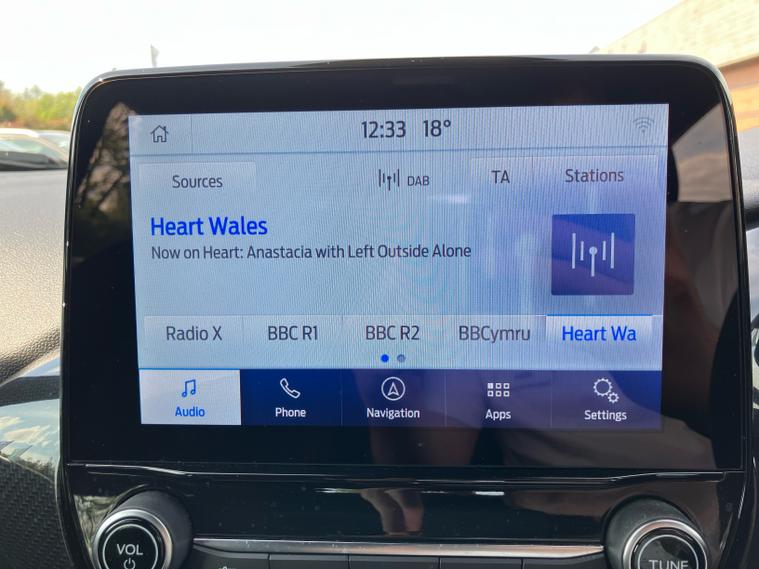 12:33 18°
Sources DAB TA Stations
Heart Wales
Now on Heart: Anastacia with Left Outside Alone
Radio X BBC R1 BBC R2 BBCymru Heart Wa
Audio Phone Navigation Apps Settings
VOL TUNE